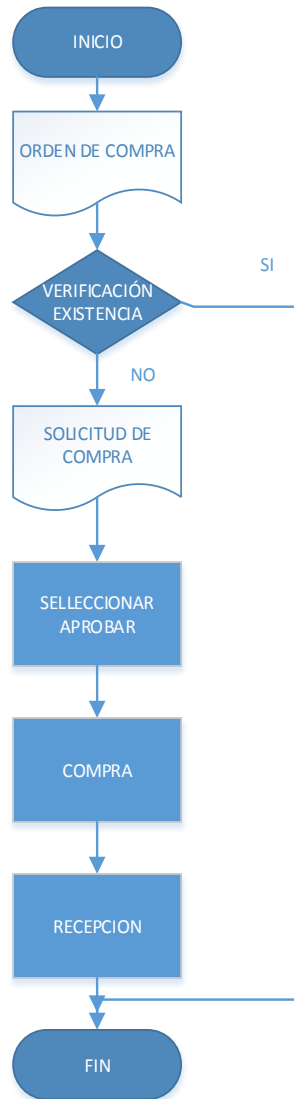 INICIO
ORDEN DE COMPRA
VERIFICACIÓN
EXISTENCIA
SI
NO
SOLICITUD DE
COMPRA
SELLECCIONAR
APROBAR
COMPRA
RECEPCION
FIN